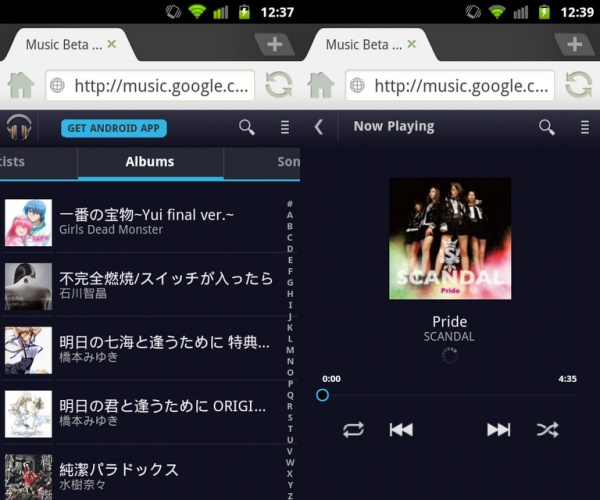 12:37
Music Beta ...
http://music.google.c...
GET ANDROID APP
tists
Albums
Son
一番の宝物~Yui final ver.~
Girls Dead Monster
不完全燃焼/スイッチが入ったら
石川智晶
明日の七海と逢うために 特典...
橋本みゆき
明日の君と逢うために ORIGI...
橋本みゆき
純潔パラドックス
水樹奈々
#
A
B
C
D
E
F
G
H
I
J
K
L
M
N
O
P
Q
R
S
T
U
V
W
X
Y
Z
12:39
Music Beta ...
http://music.google.c...
Now Playing
SCANDAL
Pride
Pride
SCANDAL
0:00
4:35